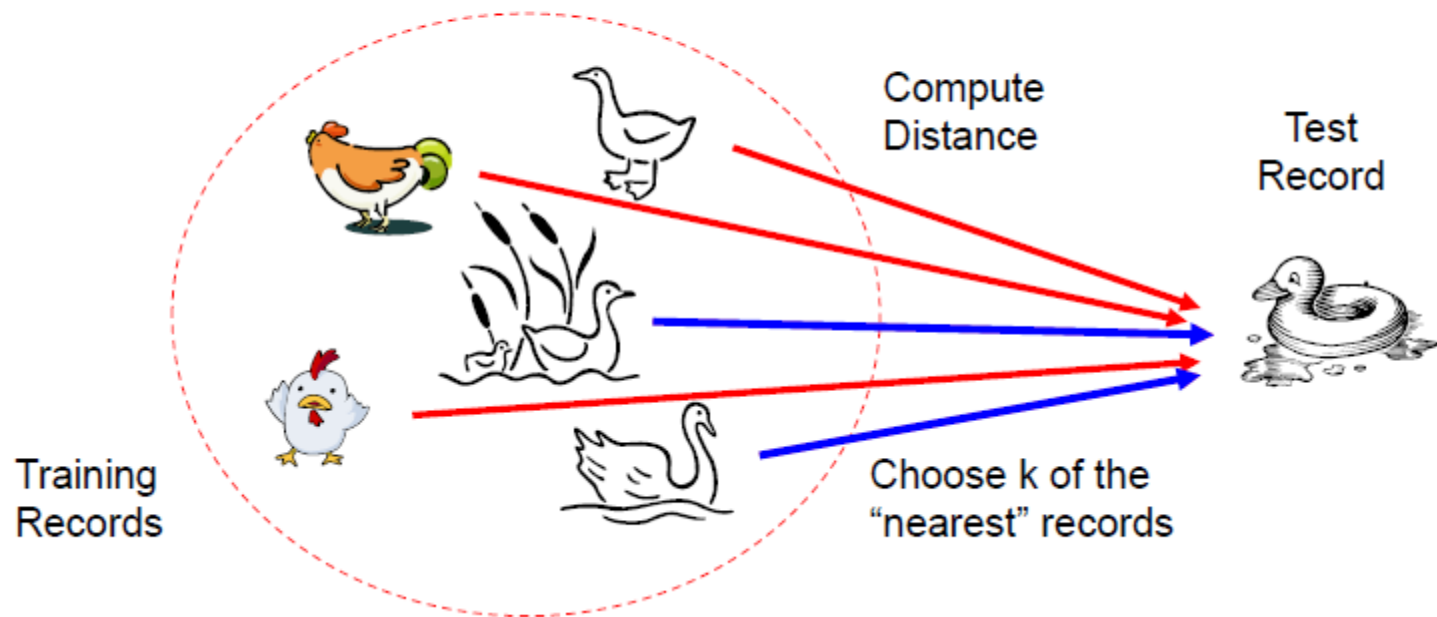 Compute
Distance
Test
Record
Training
Records
Choose k of the
“nearest” records